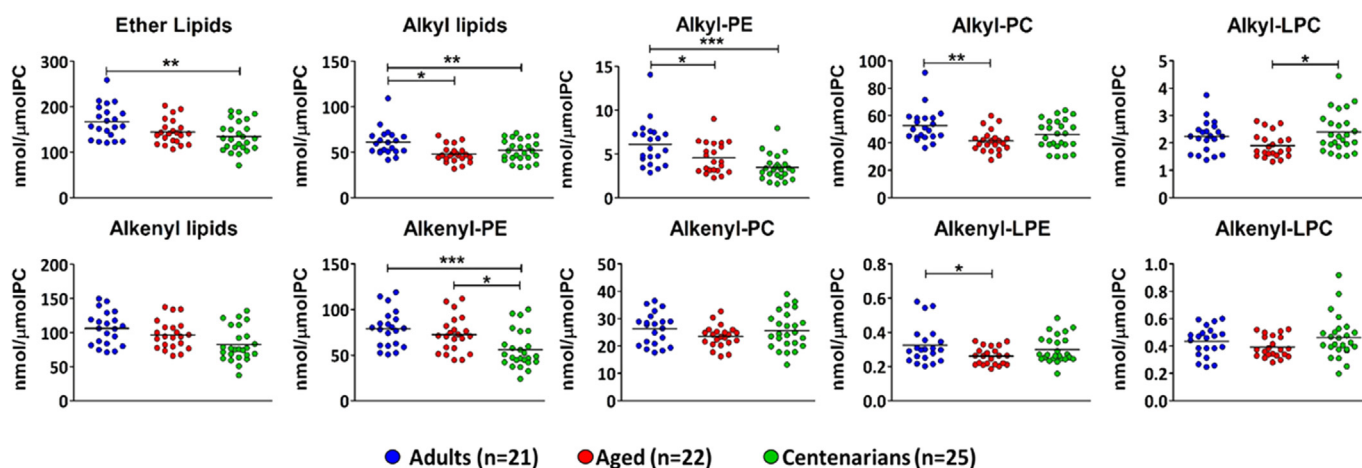 Ether Lipids
Alkyl lipids
Alkyl-PE
Alkyl-PC
Alkyl-LPC
nmol/µmolPC
300
200
100
0
**
nmol/µmolPC
150
100
50
0
**
*
nmol/µmolPC
15
10
5
0
***
*
nmol/µmolPC
100
80
60
40
20
0
**
nmol/µmolPC
5
4
3
2
1
0
*
Alkenyl lipids
Alkenyl-PE
Alkenyl-PC
Alkenyl-LPE
Alkenyl-LPC
nmol/µmolPC
200
150
100
50
0
nmol/µmolPC
150
100
50
0
***
*
nmol/µmolPC
50
40
30
20
10
0
nmol/µmolPC
0.8
0.6
0.4
0.2
0.0
*
nmol/µmolPC
1.0
0.8
0.6
0.4
0.2
0.0
Adults (n=21) Aged (n=22) Centenarians (n=25)